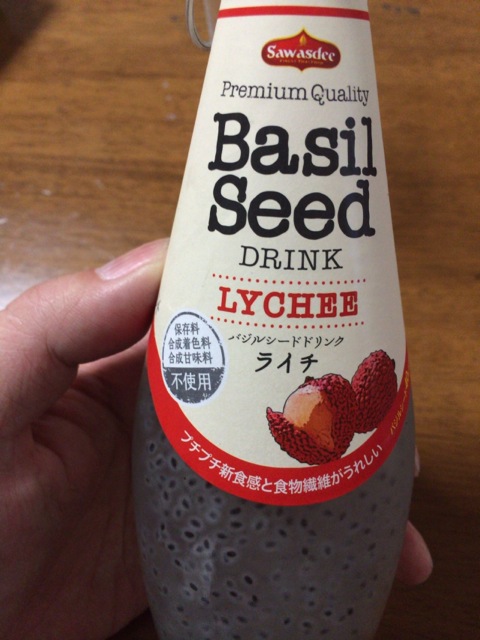 Sawasdee
Premium Quality
Basil
Seed
DRINK
LYCHEE
バジルシードドリンク
ライチ
保存料
合成着色料
合成甘味料
不使用
プチプチ新食感と食物繊維がうれしい